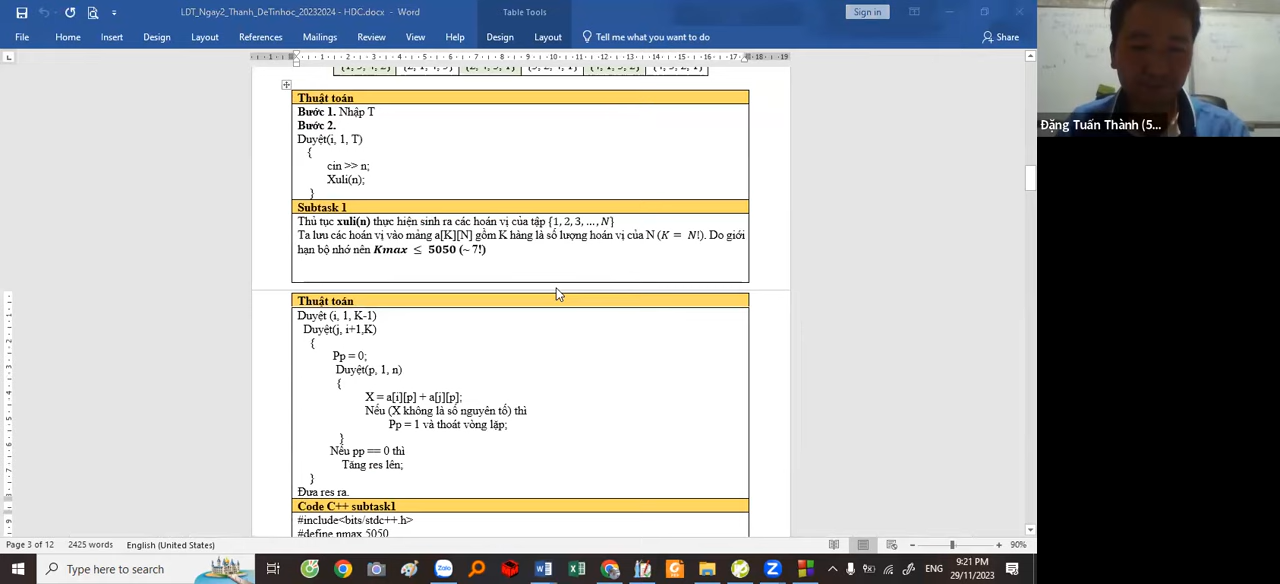 LDT_Ngay2_Thanh_DeTinhoc_20232024 - HDC.docx - Word
Table Tools
Sign in
File Home Insert Design Layout References Mailings Review View Help Design Layout Tell me what you want to do
Share
Thuật toán
Bước 1. Nhập T
Bước 2.
Duyệt(i, 1, T)
{
cin >> n;
Xuli(n);
}
Subtask 1
Thủ tục xuli(n) thực hiện sinh ra các hoán vị của tập {1, 2, 3, ..., N}
Ta lưu các hoán vị vào mảng a[K][N] gồm K hàng là số lượng hoán vị của N (K = N!). Do giới
hạn bộ nhớ nên Kmax ≤ 5050 (~ 7!)
Thuật toán
Duyệt (i, 1, K-1)
Duyệt(j, i+1,K)
{
Pp = 0;
Duyệt(p, 1, n)
{
X = a[i][p] + a[j][p];
Nếu (X không là số nguyên tố) thì
Pp = 1 và thoát vòng lặp;
}
Nếu pp == 0 thì
Tăng res lên;
}
Đưa res ra.
Code C++ subtask1
#include<bits/stdc++.h>
#define nmax 5050
Đặng Tuấn Thành (5...
Page 3 of 12 2425 words English (United States)
90%
Type here to search
Zalo
ENG
9:21 PM
29/11/2023